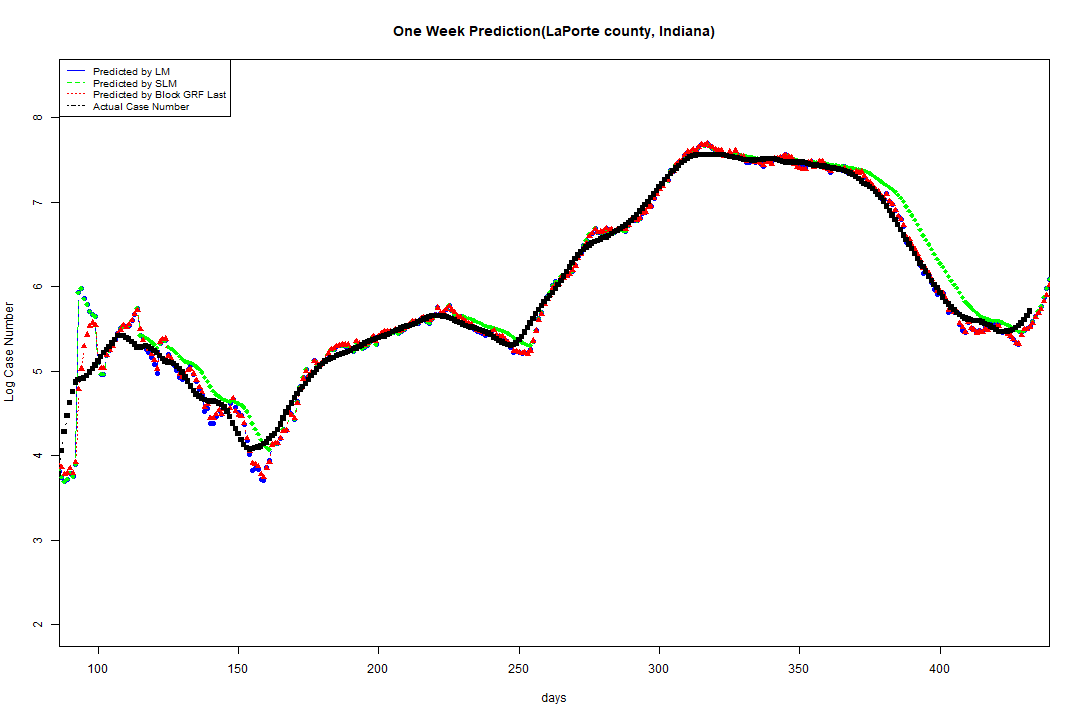 One Week Prediction(LaPorte county, Indiana)
Predicted by LM
Predicted by SLM
Predicted by Block GRF Last
Actual Case Number
8
7
6
5
4
3
2
Log Case Number
100 150 200 250 300 350 400
days